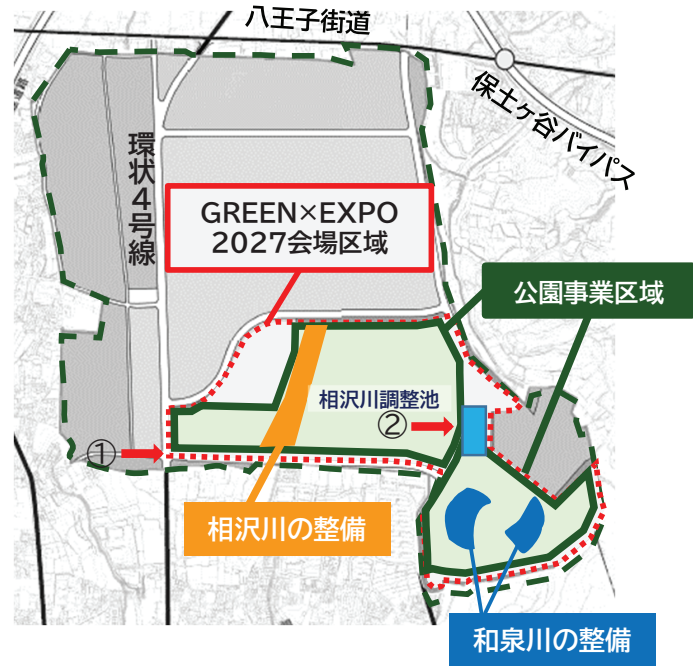 八王子街道
保土ヶ谷バイパス
環状4号線
GREEN×EXPO
2027会場区域
公園事業区域
相沢川調整池
②
①
相沢川の整備
和泉川の整備